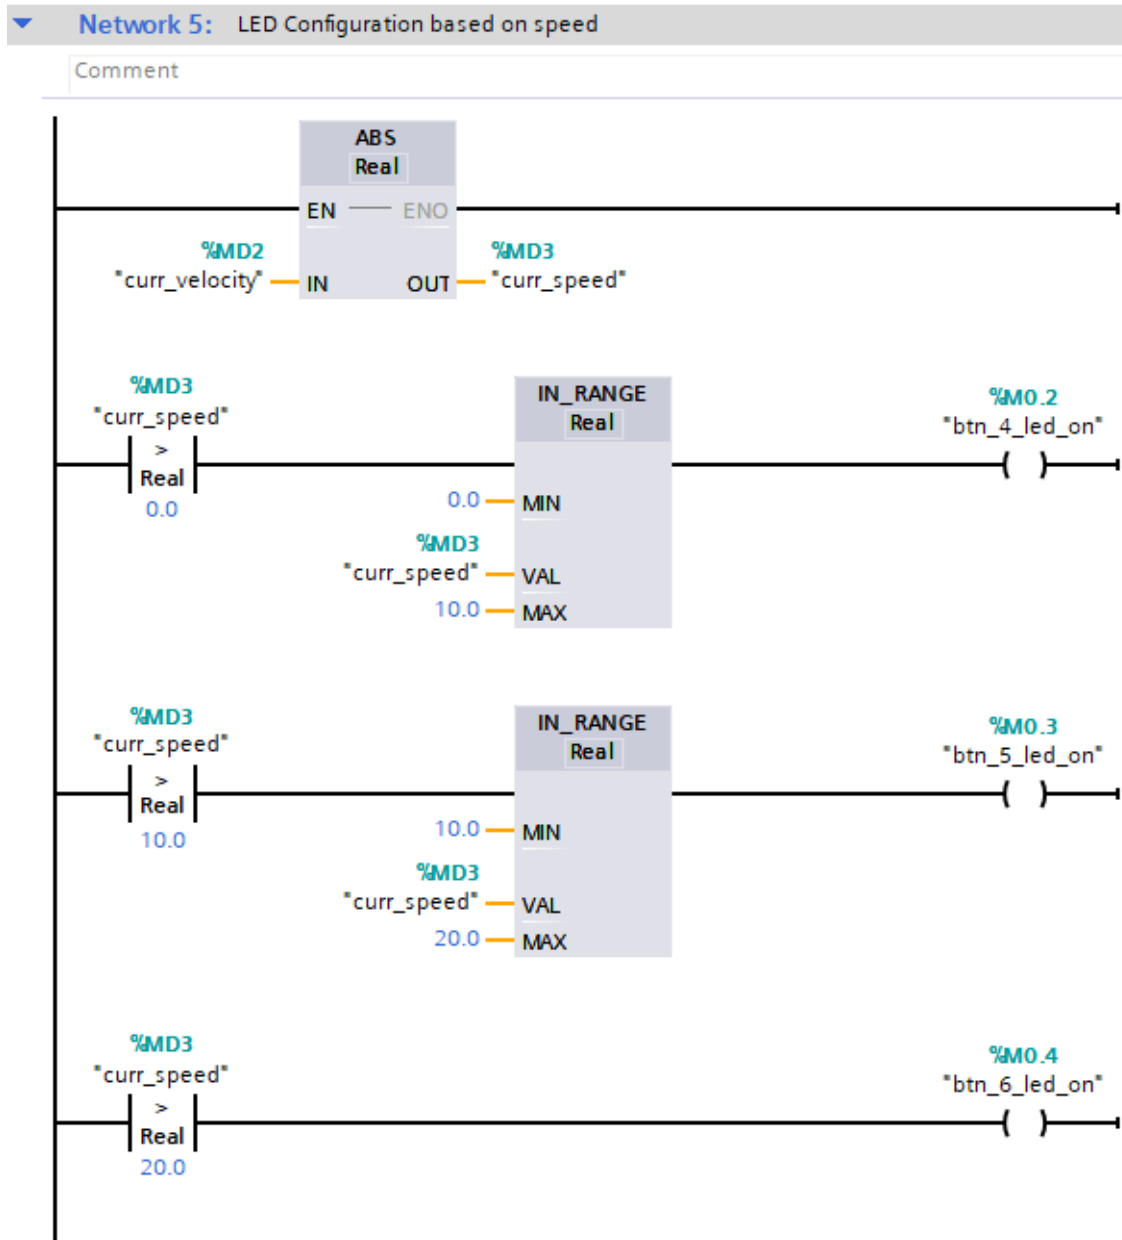 Network 5: LED Configuration based on speed
Comment
ABS
Real
EN ENO
%MD2 %MD3
"curr_velocity" IN OUT "curr_speed"
%MD3
"curr_speed"
>
Real
0.0
IN_RANGE
Real
0.0 MIN
%MD3
"curr_speed" VAL
10.0 MAX
%M0.2
"btn_4_led_on"
( )
%MD3
"curr_speed"
>
Real
10.0
IN_RANGE
Real
10.0 MIN
%MD3
"curr_speed" VAL
20.0 MAX
%M0.3
"btn_5_led_on"
( )
%MD3
"curr_speed"
>
Real
20.0
%M0.4
"btn_6_led_on"
( )